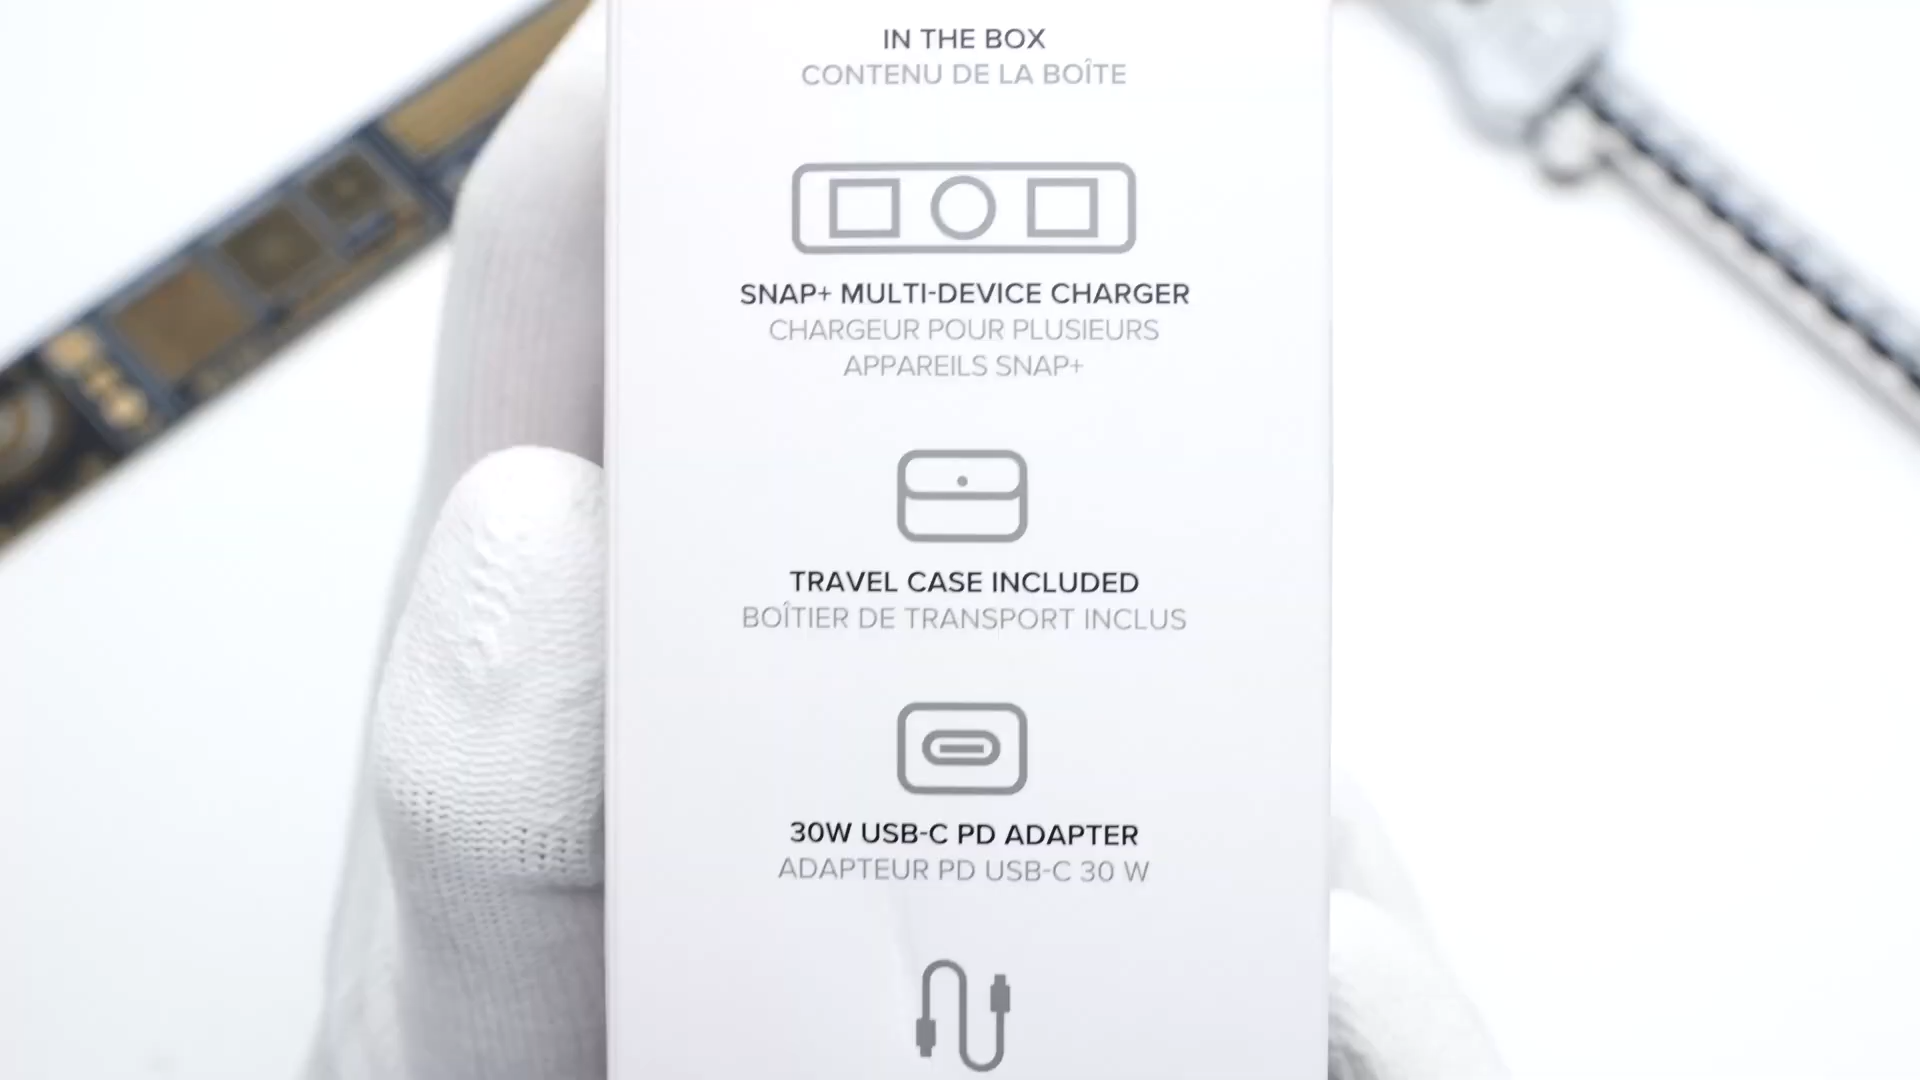 IN THE BOX
CONTENU DE LA BOÎTE
SNAP+ MULTI-DEVICE CHARGER
CHARGEUR POUR PLUSIEURS
APPAREILS SNAP+
TRAVEL CASE INCLUDED
BOÎTIER DE TRANSPORT INCLUS
30W USB-C PD ADAPTER
ADAPTEUR PD USB-C 30 W